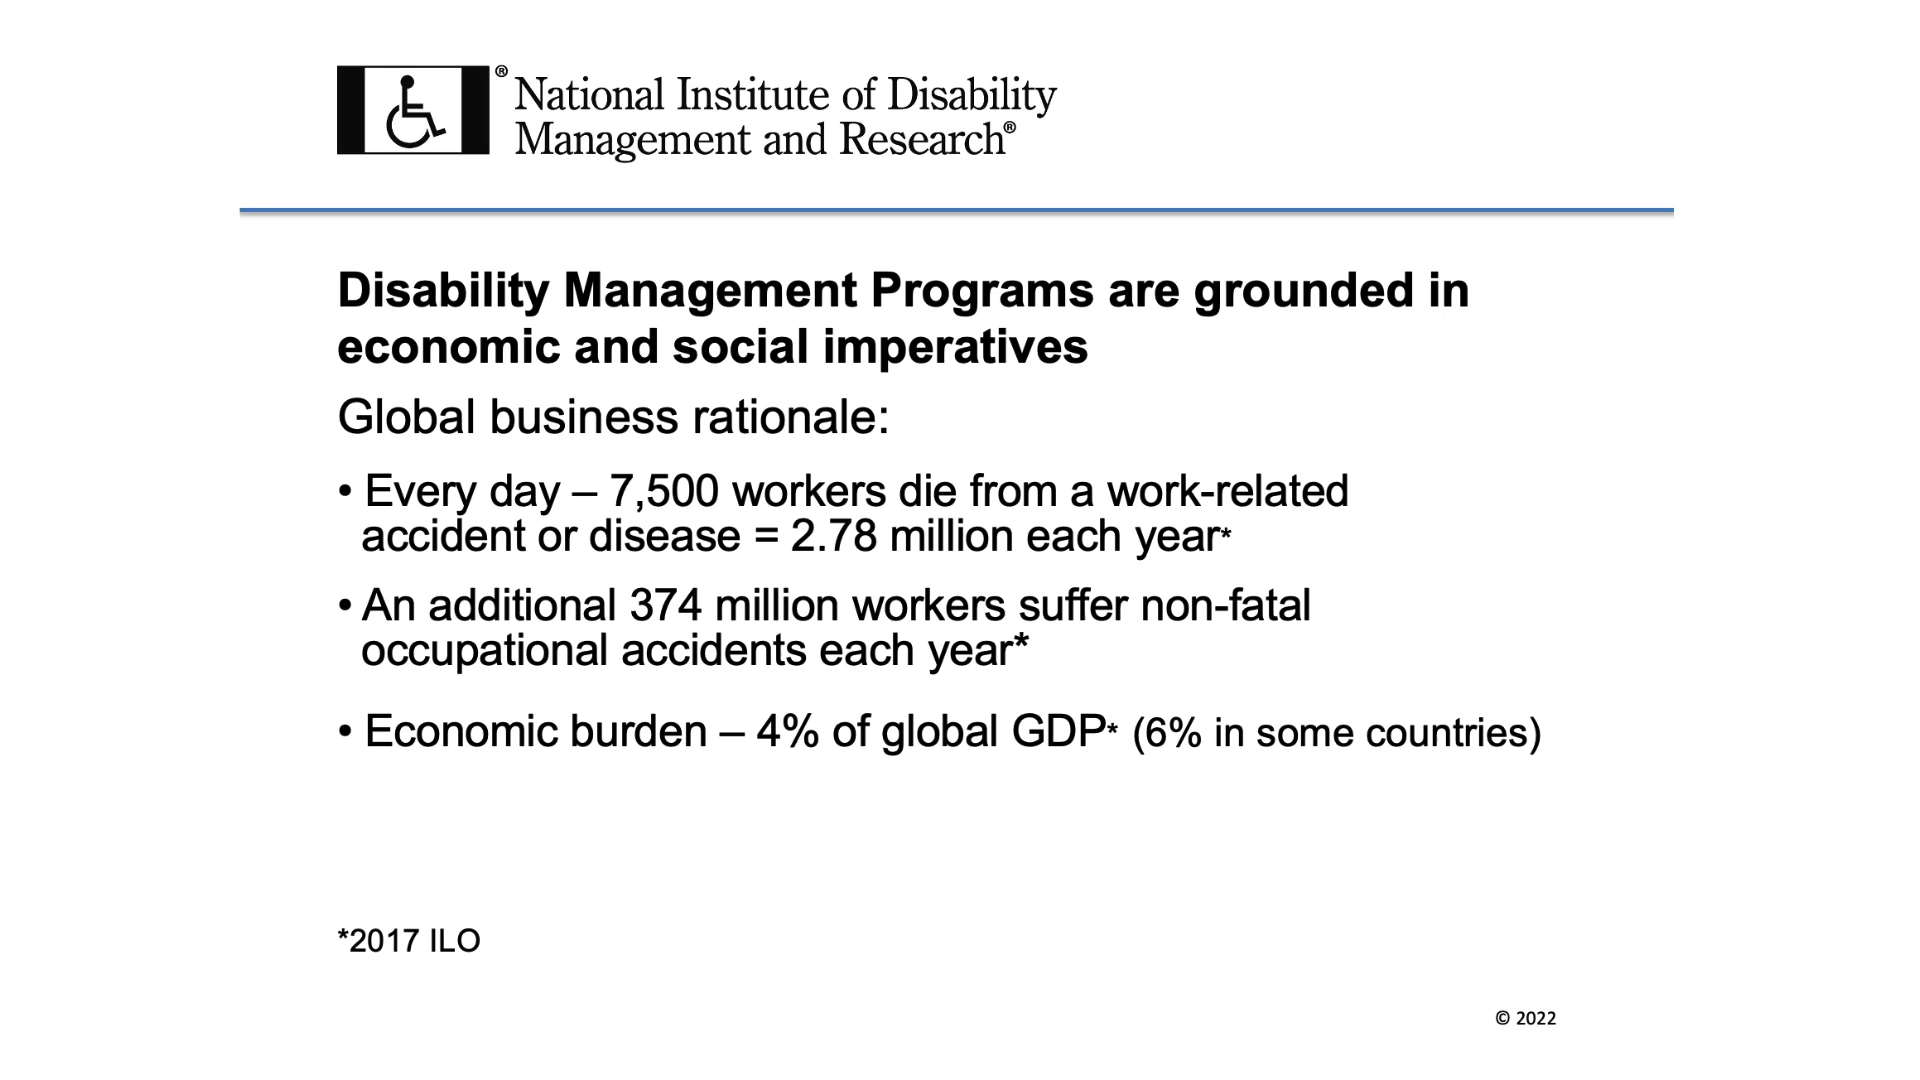 ® National Institute of Disability
Management and Research®
Disability Management Programs are grounded in
economic and social imperatives
Global business rationale:
• Every day – 7,500 workers die from a work-related
accident or disease = 2.78 million each year*
• An additional 374 million workers suffer non-fatal
occupational accidents each year*
• Economic burden – 4% of global GDP* (6% in some countries)
*2017 ILO
© 2022